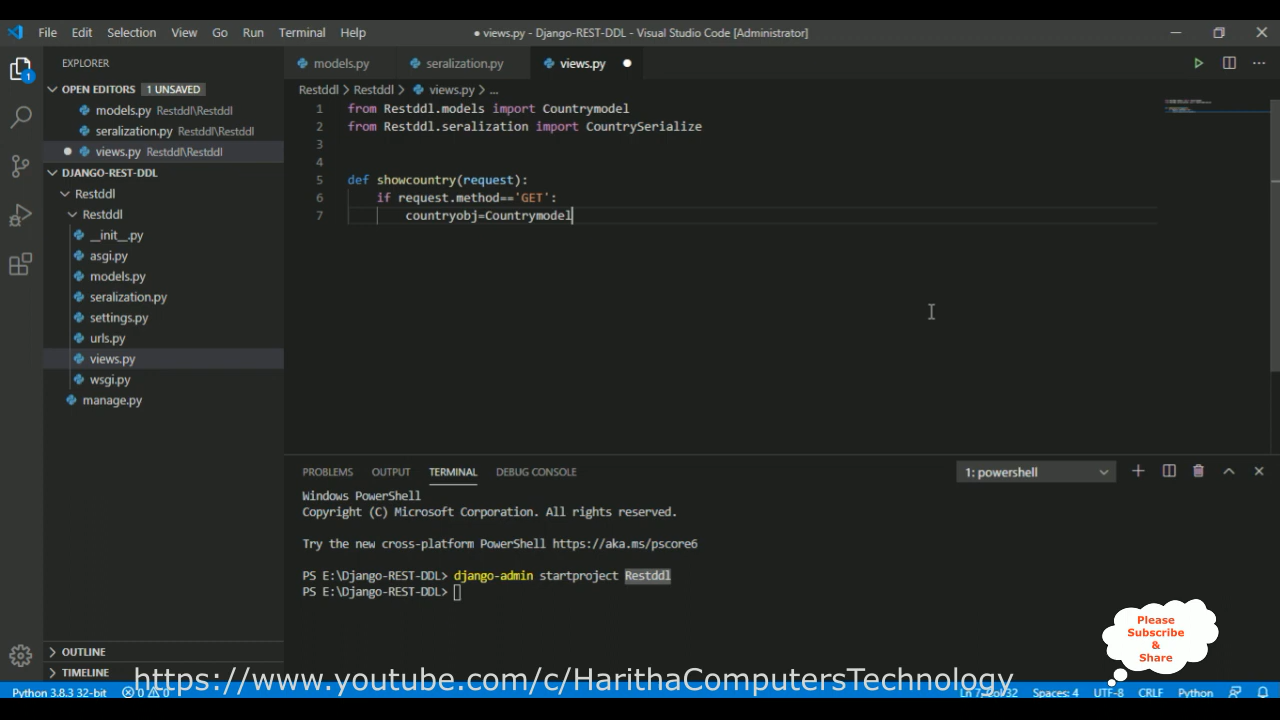 File Edit Selection View Go Run Terminal Help
● views.py - Django-REST-DDL - Visual Studio Code [Administrator]
EXPLORER
OPEN EDITORS 1 UNSAVED
models.py Restddl\Restddl
seralization.py Restddl\Restddl
views.py Restddl\Restddl
DJANGO-REST-DDL
Restddl
Restddl
__init__.py
asgi.py
models.py
seralization.py
settings.py
urls.py
views.py
wsgi.py
manage.py
OUTLINE
TIMELINE
models.py seralization.py views.py
Restddl > Restddl > views.py > ...
1 from Restddl.models import Countrymodel
2 from Restddl.seralization import CountrySerialize
3
4
5 def showcountry(request):
6 if request.method=='GET':
7 countryobj=Countrymodel
PROBLEMS OUTPUT TERMINAL DEBUG CONSOLE 1: powershell
Windows PowerShell
Copyright (C) Microsoft Corporation. All rights reserved.
Try the new cross-platform PowerShell https://aka.ms/pscore6
PS E:\Django-REST-DDL> django-admin startproject Restddl
PS E:\Django-REST-DDL>
Please
Subscribe
&
Share
https://www.youtube.com/c/HarithaComputersTechnology
Python 3.8.3 32-bit 0 0 Ln 7, Col 32 Spaces: 4 UTF-8 CRLF Python